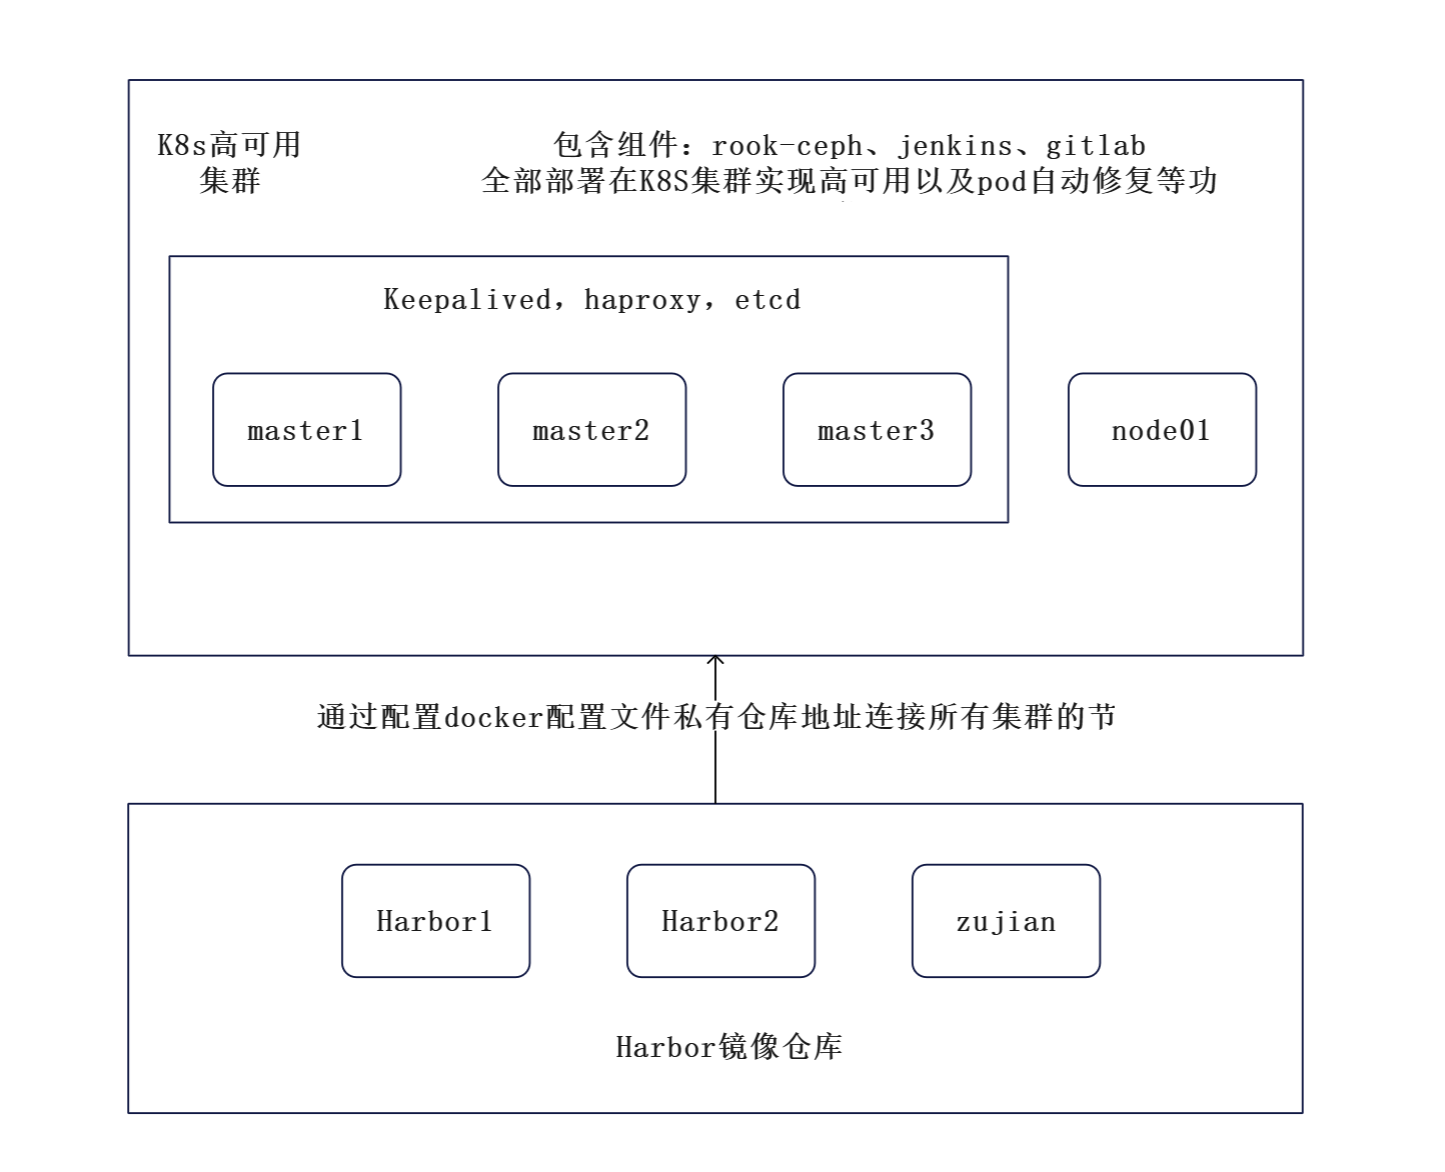 K8s高可用
集群
包含组件：rook-ceph、jenkins、gitlab
全部部署在K8S集群实现高可用以及pod自动修复等功
Keepalived，haproxy，etcd
master1
master2
master3
node01
通过配置docker配置文件私有仓库地址连接所有集群的节
Harbor1
Harbor2
zujian
Harbor镜像仓库